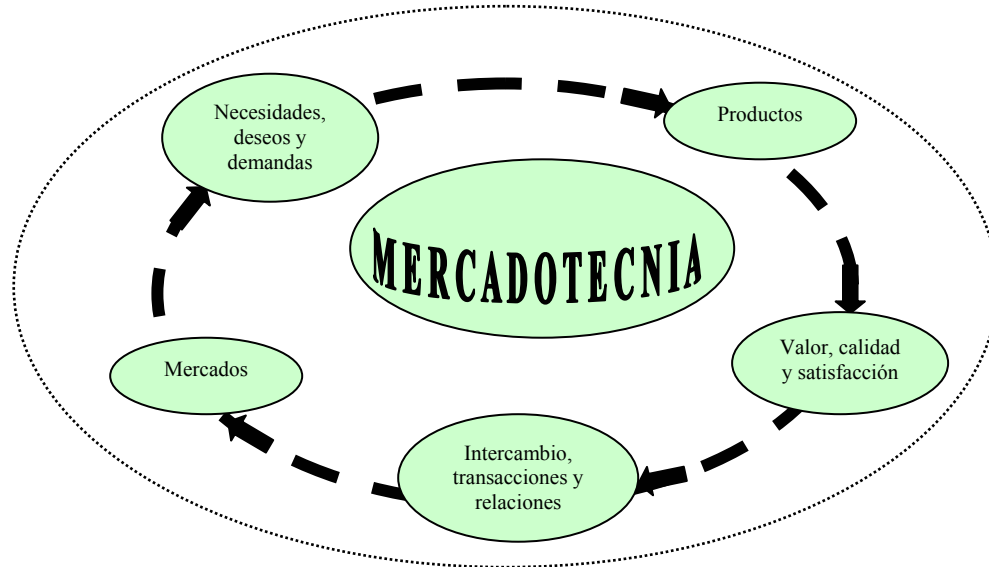 Necesidades,
deseos y
demandas
Productos
MERCADOTECNIA
Valor, calidad
y satisfacción
Mercados
Intercambio,
transacciones y
relaciones